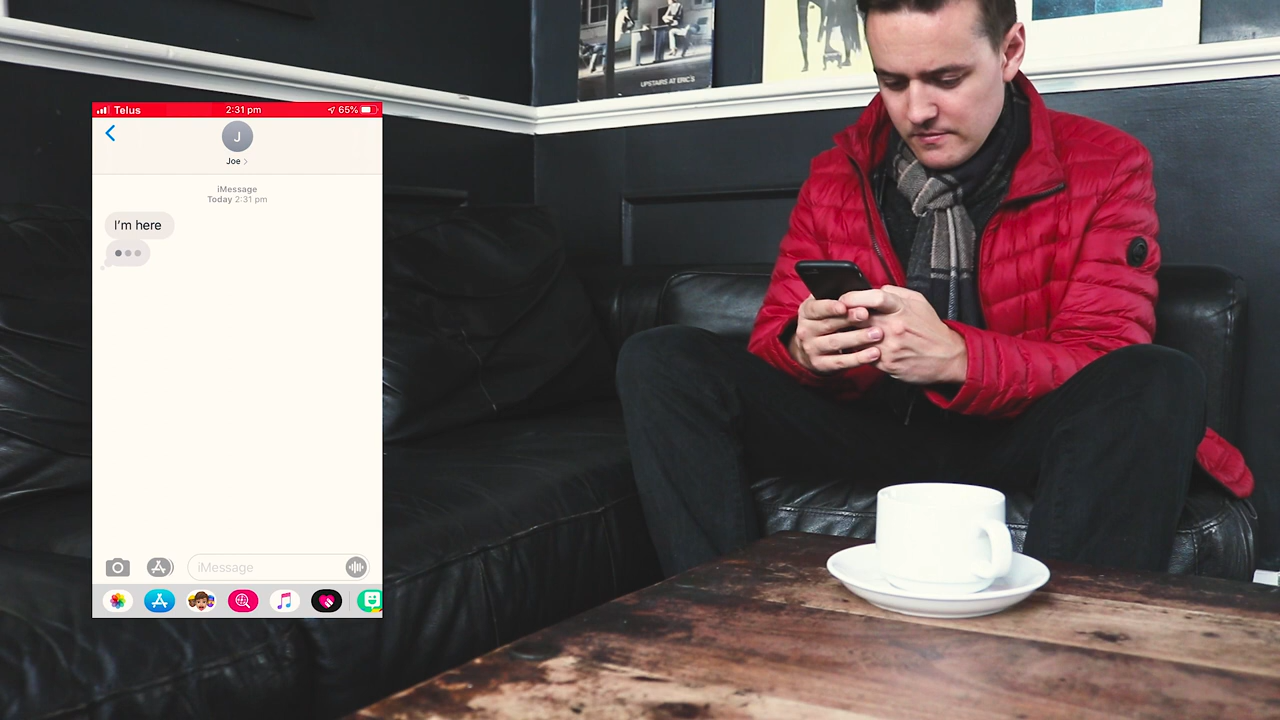 Telus 2:31 pm 65%
J
Joe
iMessage
Today 2:31 pm
I'm here
iMessage
UPSTAIRS AT ERIC'S